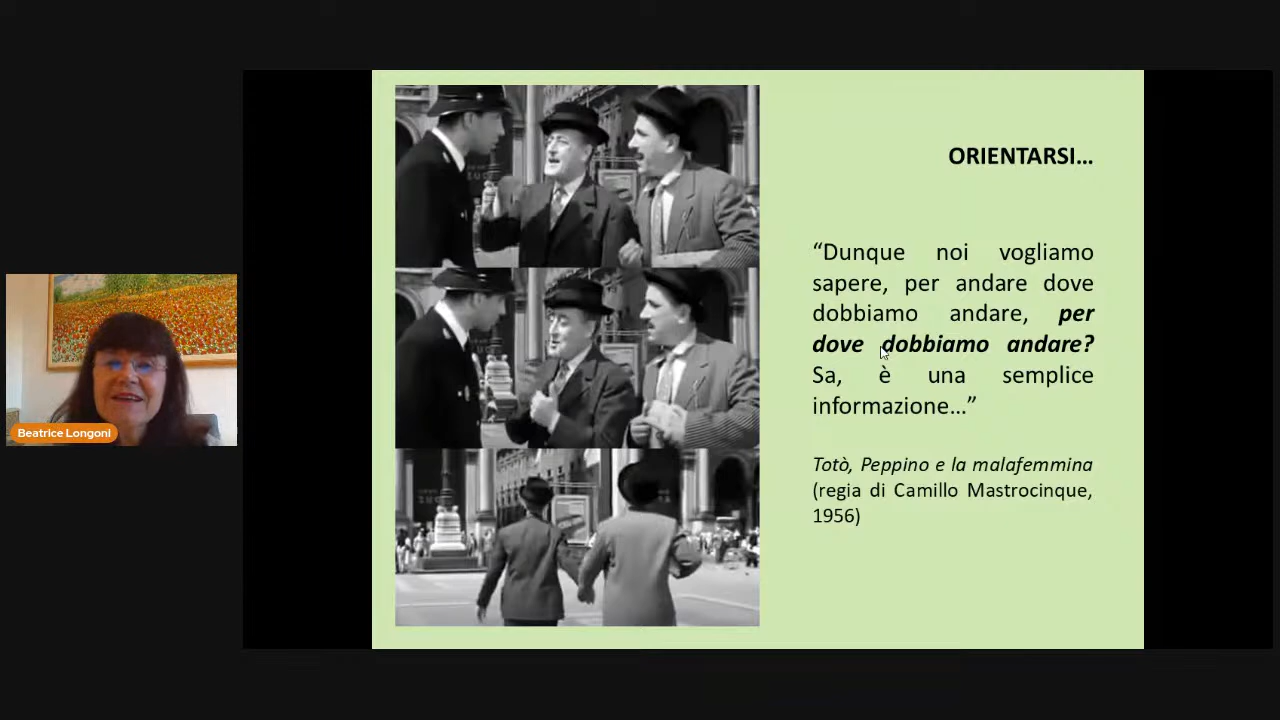 ORIENTARSI…
“Dunque noi vogliamo
sapere, per andare dove
dobbiamo andare, per
dove dobbiamo andare?
Sa, è una semplice
informazione…”
Totò, Peppino e la malafemmina
(regia di Camillo Mastrocinque,
1956)
Beatrice Longoni